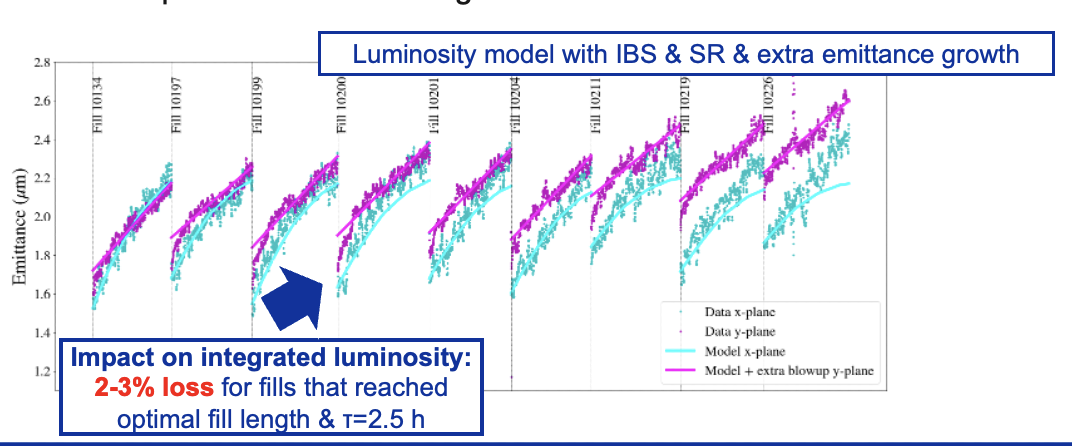 Luminosity model with IBS & SR & extra emittance growth
2.8
2.6
2.4
2.2
2.0
1.8
1.6
1.4
1.2
Emittance (μm)
Fill 10134
Fill 10197
Fill 10199
Fill 10200
Fill 10201
Fill 10204
Fill 10211
Fill 10219
Fill 10226
Data x-plane
Data y-plane
Model x-plane
Model + extra blowup y-plane
Impact on integrated luminosity:
2-3% loss for fills that reached
optimal fill length & τ=2.5 h